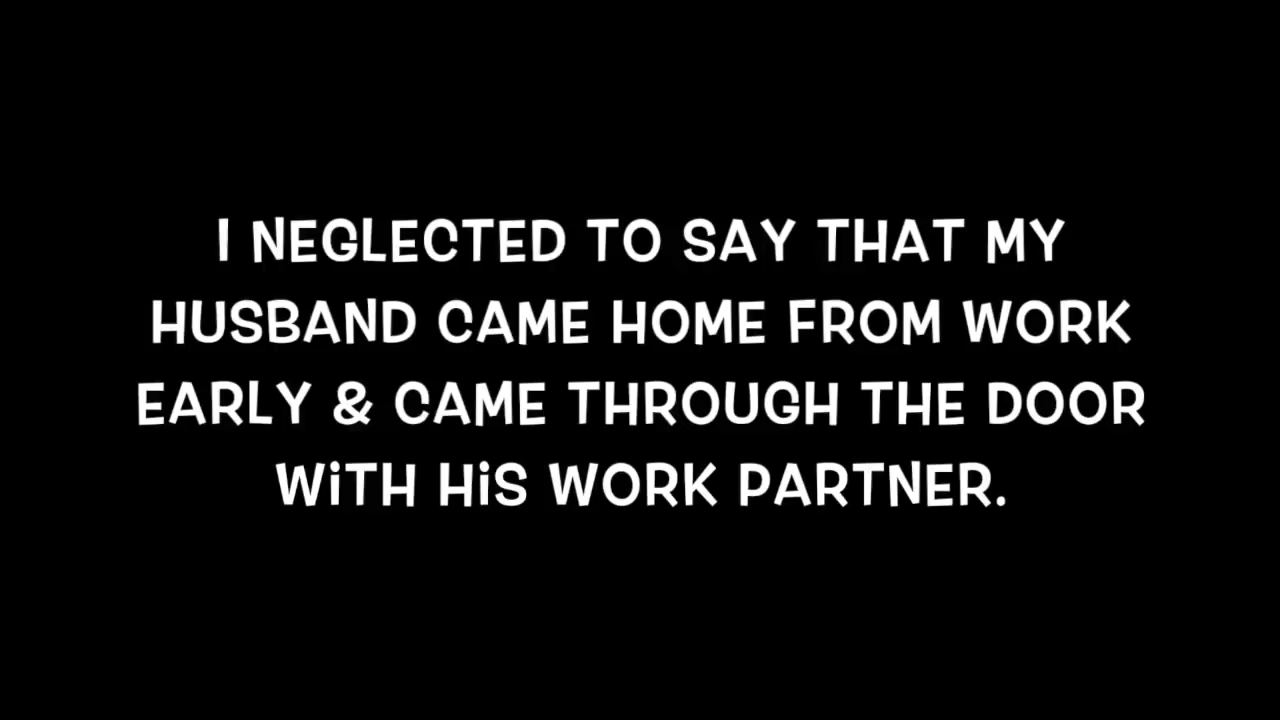 I NEGLECTED TO SAY THAT MY
HUSBAND CAME HOME FROM WORK
EARLY & CAME THROUGH THE DOOR
WiTH HiS WORK PARTNER.